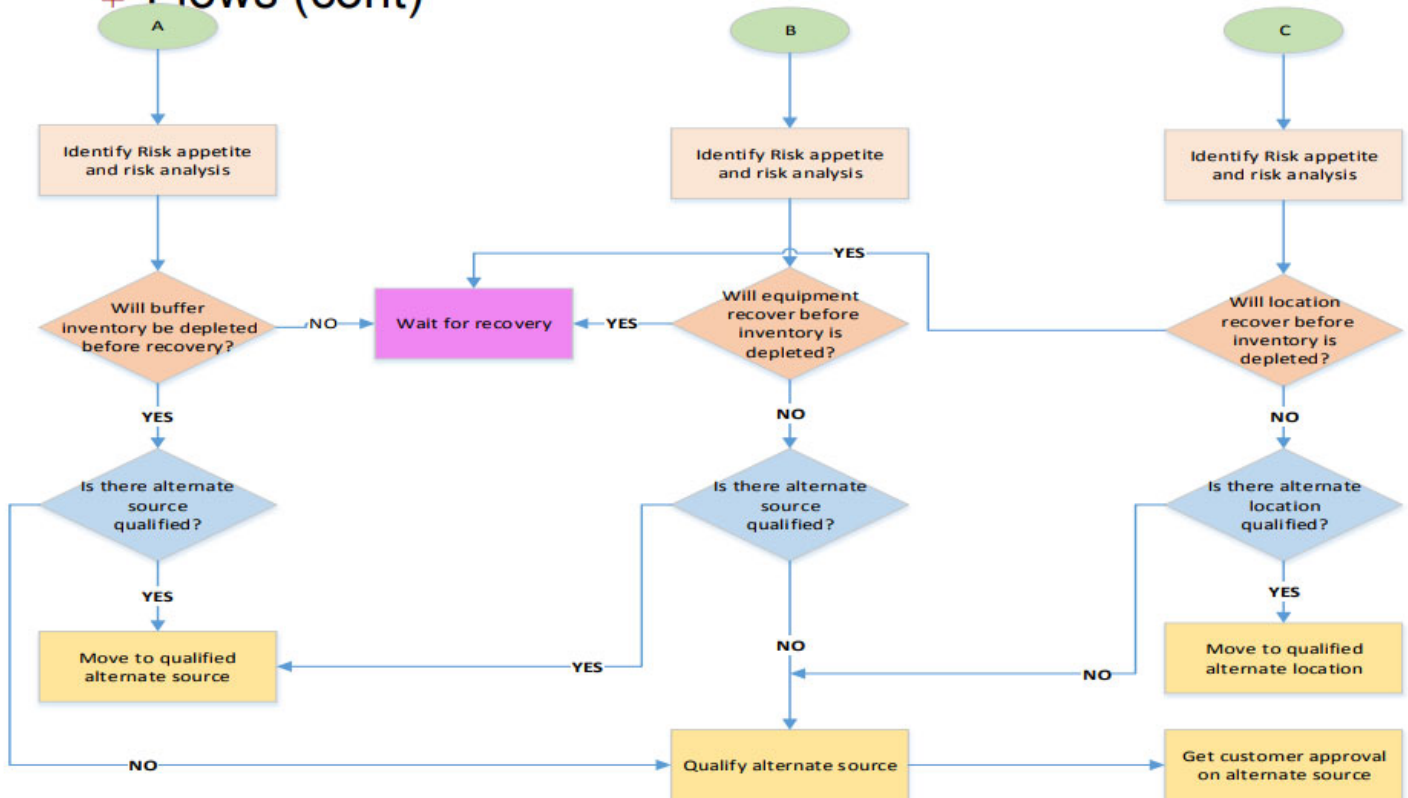 Flows (cont)
A
B
C
Identify Risk appetite
and risk analysis
Identify Risk appetite
and risk analysis
Identify Risk appetite
and risk analysis
Will buffer
inventory be depleted
before recovery?
NO
Wait for recovery
YES
Will equipment
recover before
inventory is
depleted?
YES
Will location
recover before
inventory is
depleted?
YES
NO
NO
Is there alternate
source
qualified?
Is there alternate
source
qualified?
Is there alternate
location
qualified?
YES
NO
YES
Move to qualified
alternate source
YES
NO
Move to qualified
alternate location
NO
Qualify alternate source
Get customer approval
on alternate source